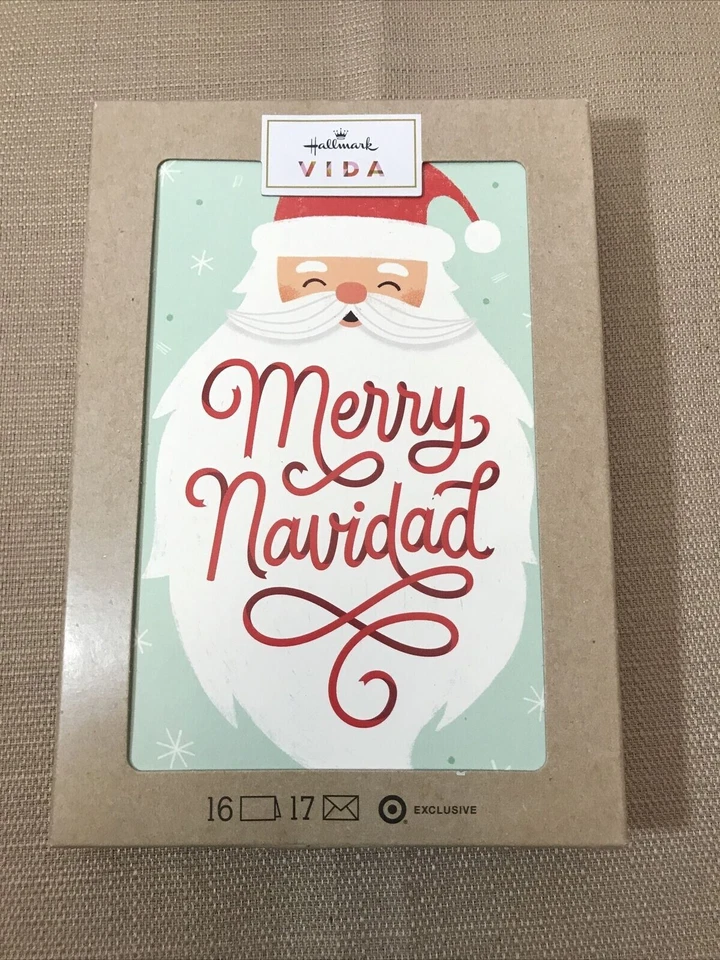 Hallmark
VIDA
Merry
Navidad
16 17 EXCLUSIVE